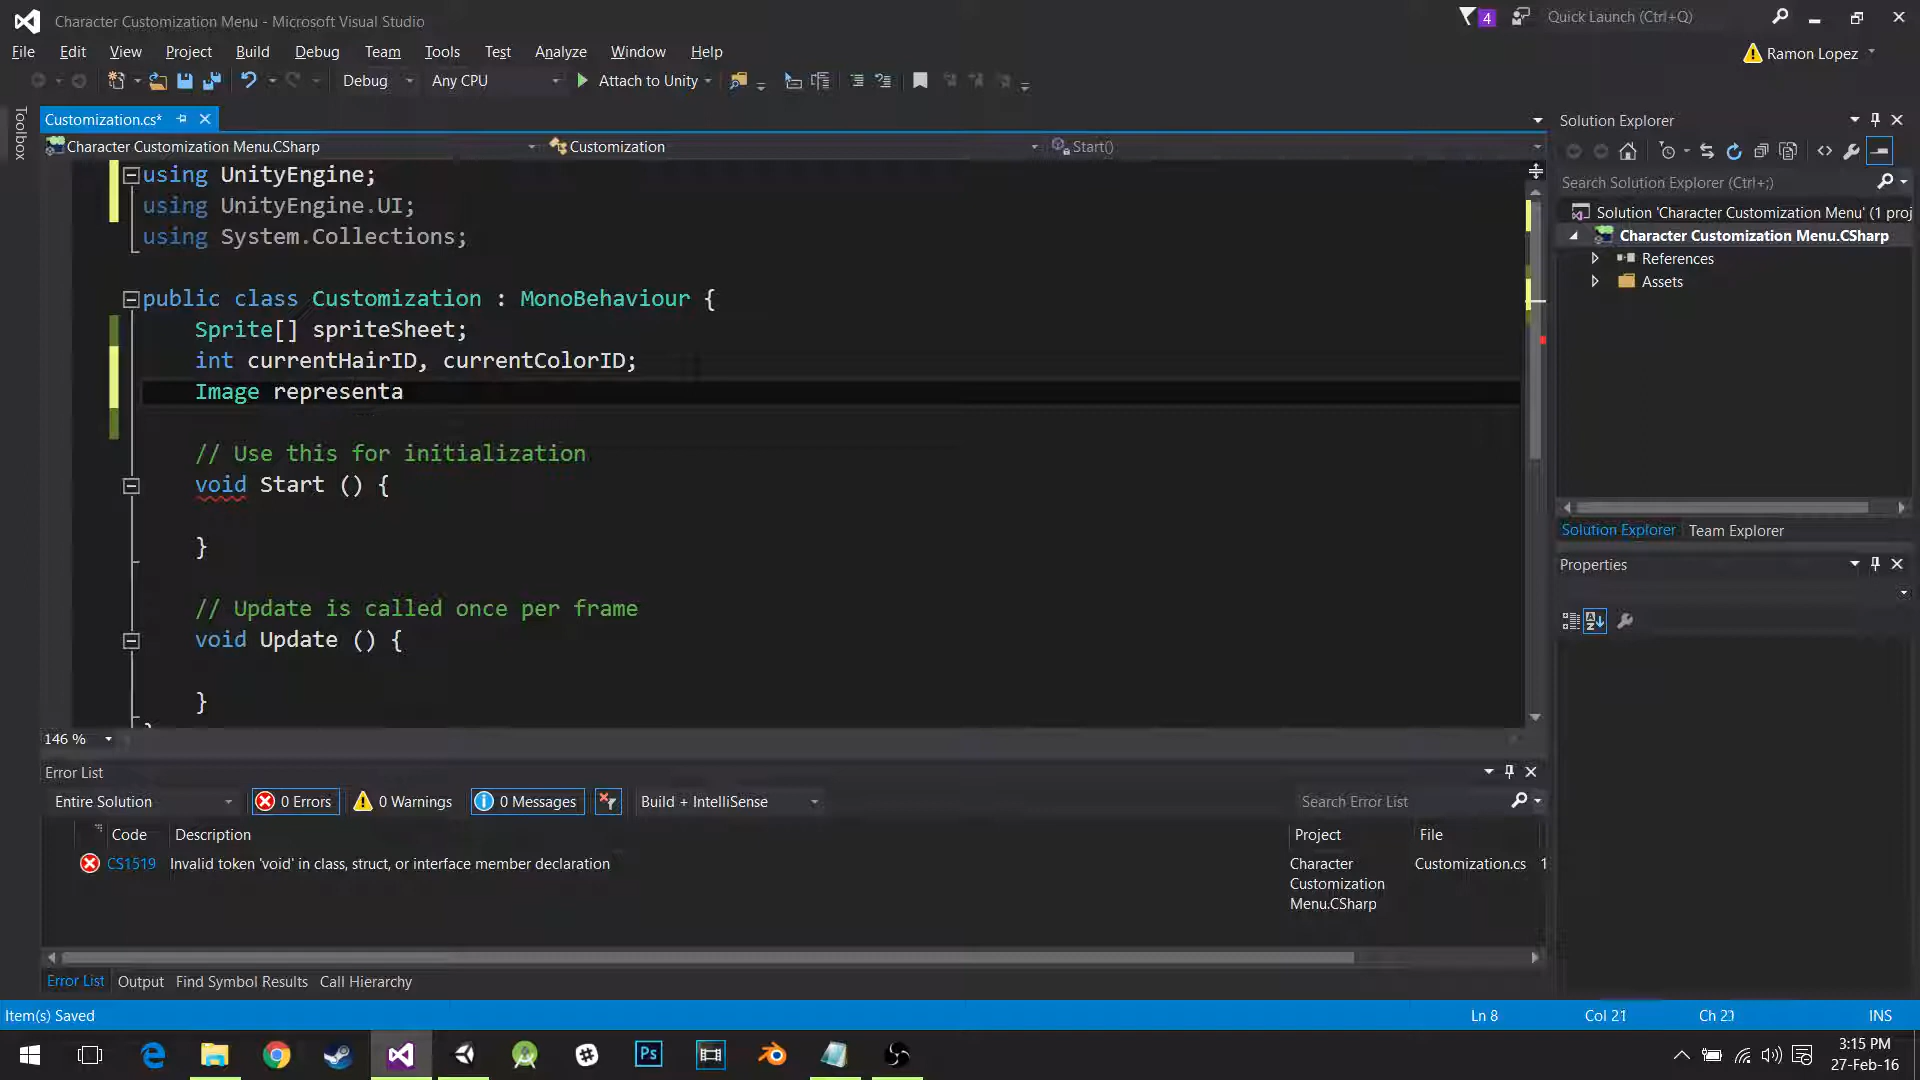 Character Customization Menu - Microsoft Visual Studio
4
Quick Launch (Ctrl+Q)
File Edit View Project Build Debug Team Tools Test Analyze Window Help
Ramon Lopez
Debug Any CPU Attach to Unity
Toolbox
Customization.cs*
Character Customization Menu.CSharp Customization Start()
using UnityEngine;
using UnityEngine.UI;
using System.Collections;
public class Customization : MonoBehaviour {
Sprite[] spriteSheet;
int currentHairID, currentColorID;
Image representa
// Use this for initialization
void Start () {
}
// Update is called once per frame
void Update () {
}
146 %
Solution Explorer
Search Solution Explorer (Ctrl+;)
Solution 'Character Customization Menu' (1 proj
Character Customization Menu.CSharp
References
Assets
Solution Explorer Team Explorer
Properties
Error List
Entire Solution 0 Errors 0 Warnings 0 Messages Build + IntelliSense Search Error List
Code Description Project File
CS1519 Invalid token 'void' in class, struct, or interface member declaration Character Customization.cs 1
Customization
Menu.CSharp
Error List Output Find Symbol Results Call Hierarchy
Item(s) Saved Ln 8 Col 21 Ch 21 INS
Ps
3:15 PM
27-Feb-16